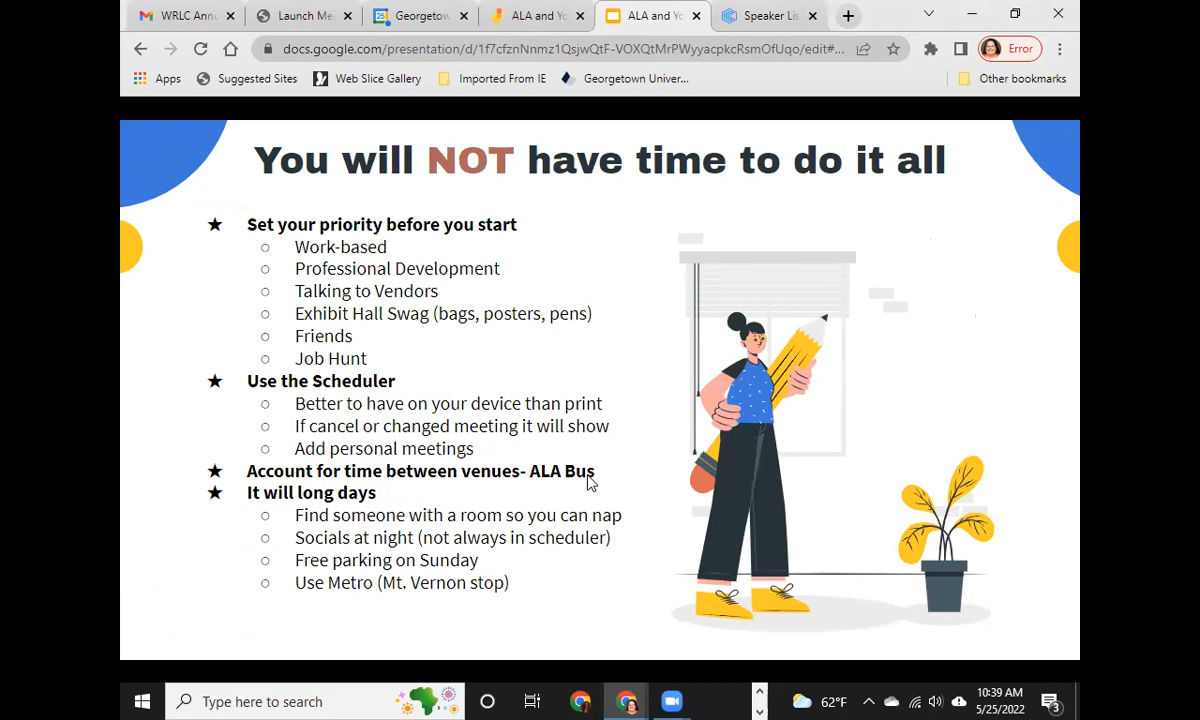 WRLC Annu
Launch Me
Georgetow
ALA and Yo
ALA and Yo
Speaker Lis
docs.google.com/presentation/d/1f7cfznNnmz1QsjwQtF-VOXQtMrPWyyacpkcRsmOfUqo/edit#...
Error
Apps
Suggested Sites
Web Slice Gallery
Imported From IE
Georgetown Univer...
Other bookmarks
You will NOT have time to do it all
★ Set your priority before you start
○ Work-based
○ Professional Development
○ Talking to Vendors
○ Exhibit Hall Swag (bags, posters, pens)
○ Friends
○ Job Hunt
★ Use the Scheduler
○ Better to have on your device than print
○ If cancel or changed meeting it will show
○ Add personal meetings
★ Account for time between venues- ALA Bus
★ It will long days
○ Find someone with a room so you can nap
○ Socials at night (not always in scheduler)
○ Free parking on Sunday
○ Use Metro (Mt. Vernon stop)
Type here to search
62°F
10:39 AM
5/25/2022
3